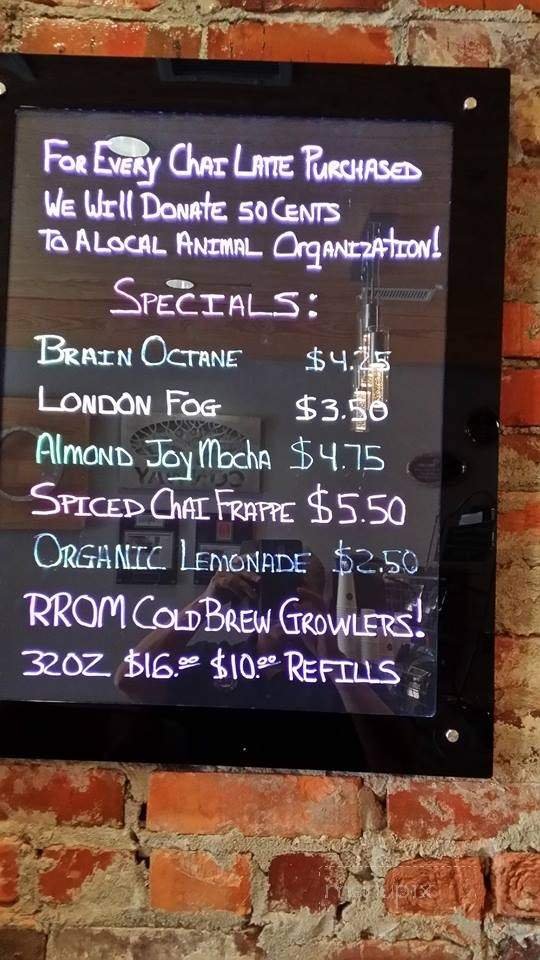 For Every Chai Latte Purchased
We Will Donate 50 Cents
To A Local Animal Organization!
Specials:
Brain Octane $4.25
London Fog $3.50
Almond Joy Mocha $4.75
Spiced Chai Frappe $5.50
Organic Lemonade $2.50
RROM Cold Brew Growlers!
32oz $16.00 $10.00 Refills
menupix